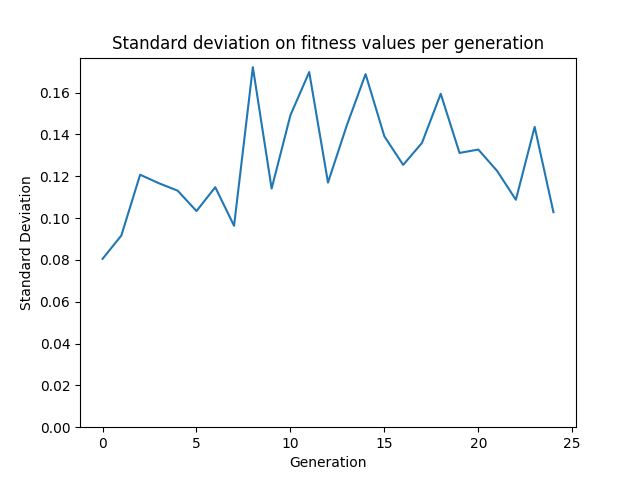 Standard deviation on fitness values per generation
0.16
0.14
0.12
0.10
0.08
0.06
0.04
0.02
0.00
Standard Deviation
0 5 10 15 20 25
Generation